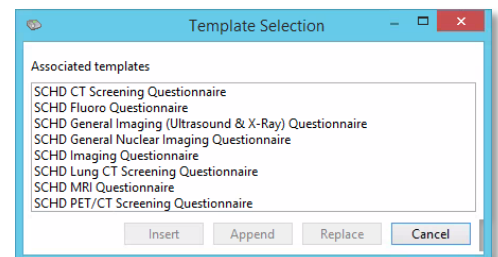 Template Selection
Associated templates
SCHD CT Screening Questionnaire
SCHD Fluoro Questionnaire
SCHD General Imaging (Ultrasound & X-Ray) Questionnaire
SCHD General Nuclear Imaging Questionnaire
SCHD Imaging Questionnaire
SCHD Lung CT Screening Questionnaire
SCHD MRI Questionnaire
SCHD PET/CT Screening Questionnaire
Insert Append Replace Cancel